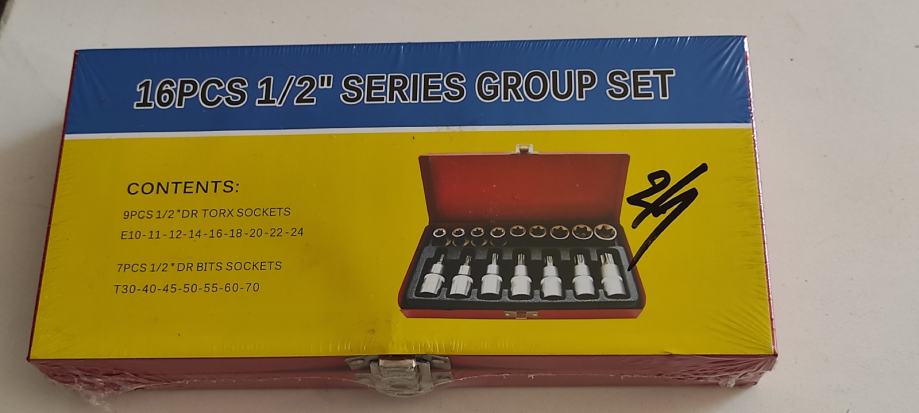 16PCS 1/2" SERIES GROUP SET
CONTENTS:
9PCS 1/2"DR TORX SOCKETS
E10-11-12-14-16-18-20-22-24
7PCS 1/2"DR BITS SOCKETS
T30-40-45-50-55-60-70